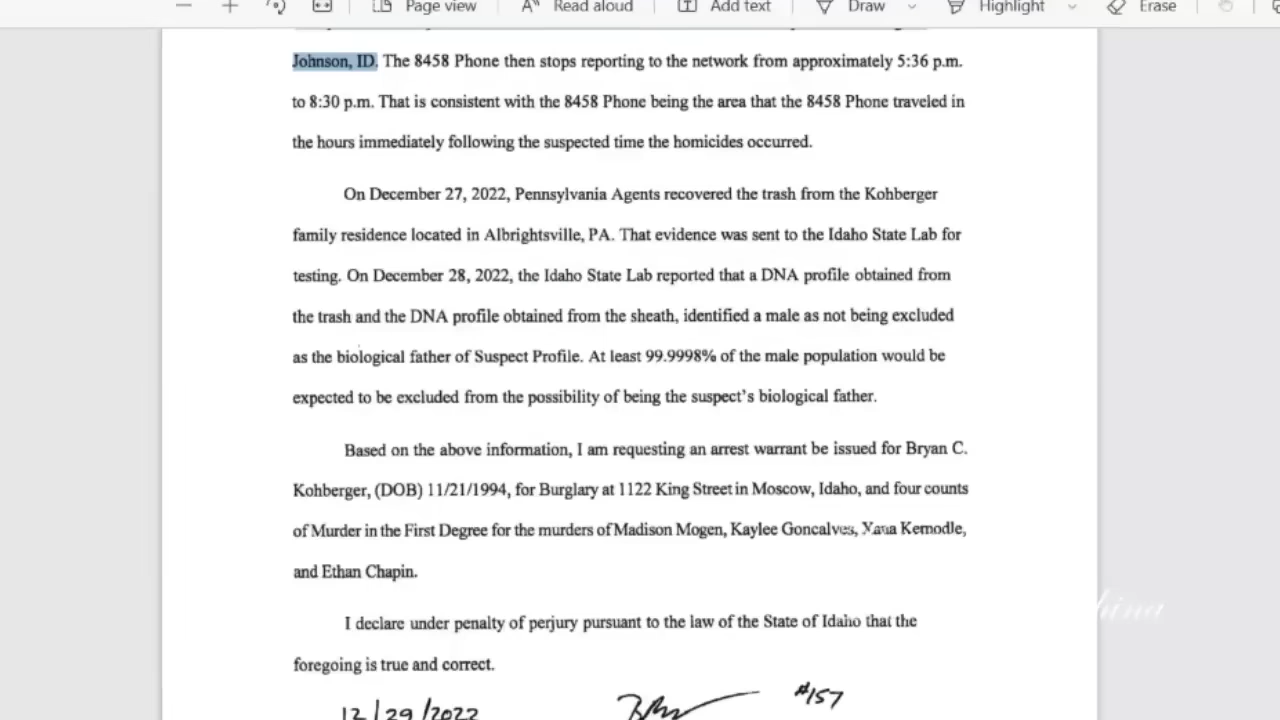 Page view
Read aloud
Add text
Draw
Highlight
Erase
Johnson, ID. The 8458 Phone then stops reporting to the network from approximately 5:36 p.m.
to 8:30 p.m. That is consistent with the 8458 Phone being the area that the 8458 Phone traveled in
the hours immediately following the suspected time the homicides occurred.
On December 27, 2022, Pennsylvania Agents recovered the trash from the Kohberger
family residence located in Albrightsville, PA. That evidence was sent to the Idaho State Lab for
testing. On December 28, 2022, the Idaho State Lab reported that a DNA profile obtained from
the trash and the DNA profile obtained from the sheath, identified a male as not being excluded
as the biological father of Suspect Profile. At least 99.9998% of the male population would be
expected to be excluded from the possibility of being the suspect's biological father.
Based on the above information, I am requesting an arrest warrant be issued for Bryan C.
Kohberger, (DOB) 11/21/1994, for Burglary at 1122 King Street in Moscow, Idaho, and four counts
of Murder in the First Degree for the murders of Madison Mogen, Kaylee Goncalves, Xana Kernodle,
and Ethan Chapin.
I declare under penalty of perjury pursuant to the law of the State of Idaho that the
foregoing is true and correct.
12/29/2022 #157